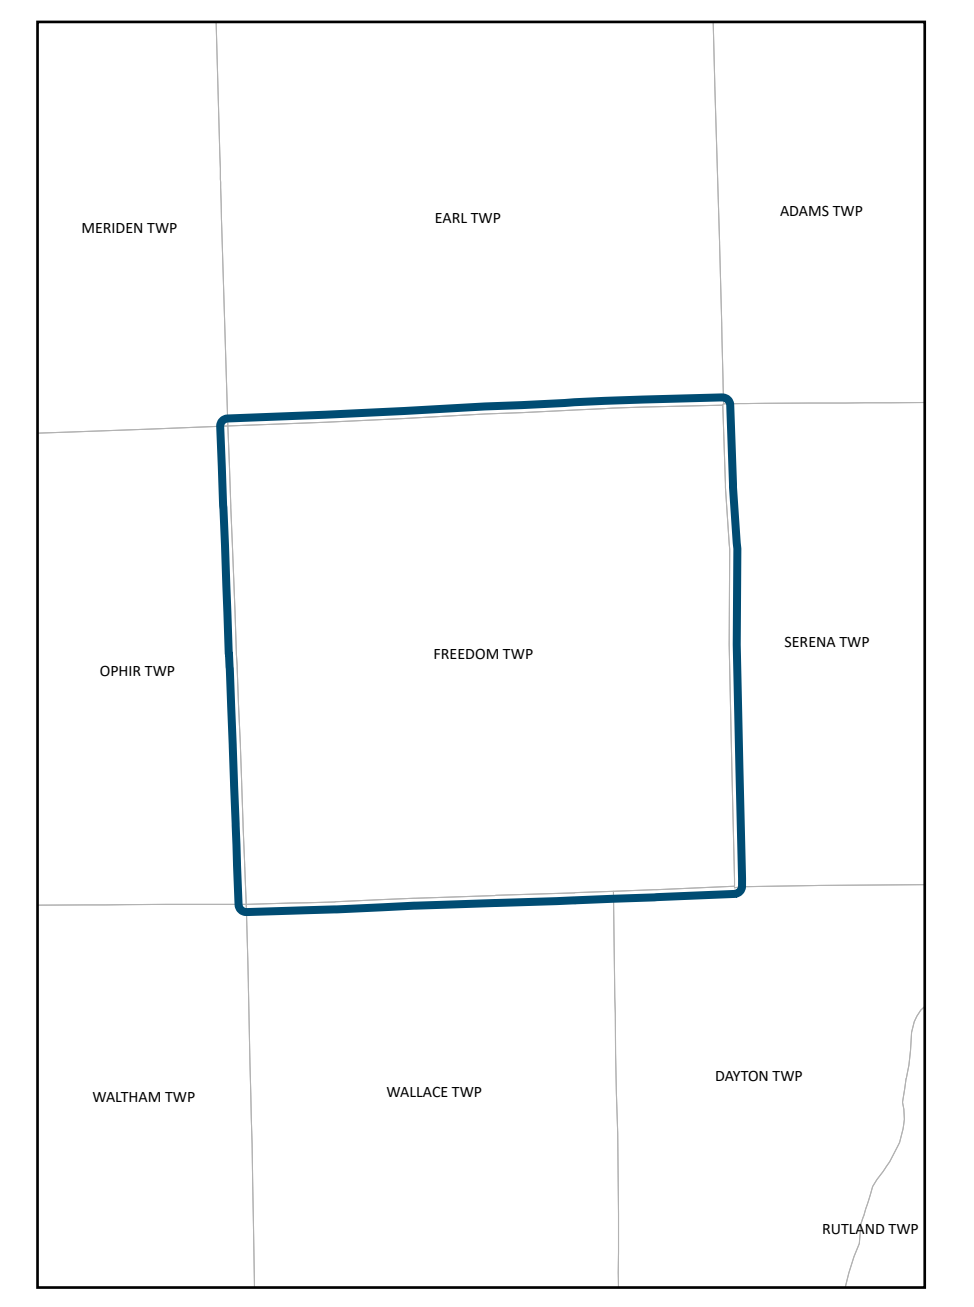 ADAMS TWP
EARL TWP
MERIDEN TWP
SERENA TWP
FREEDOM TWP
OPHIR TWP
DAYTON TWP
WALLACE TWP
WALTHAM TWP
RUTLAND TWP